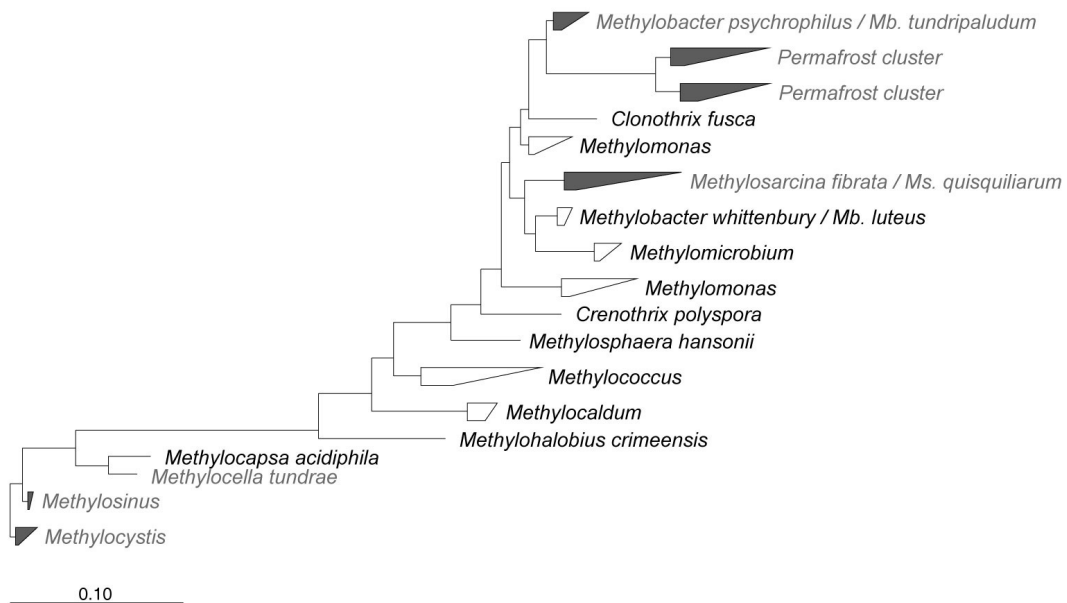 Methylobacter psychrophilus / Mb. tundripaludum
Permafrost cluster
Permafrost cluster
Clonothrix fusca
Methylomonas
Methylosarcina fibrata / Ms. quisquiliarum
Methylobacter whittenbury / Mb. luteus
Methylomicrobium
Methylomonas
Crenothrix polyspora
Methylosphaera hansonii
Methylococcus
Methylocaldum
Methylohalobius crimeensis
Methylocapsa acidiphila
Methylocella tundrae
Methylosinus
Methylocystis
0.10